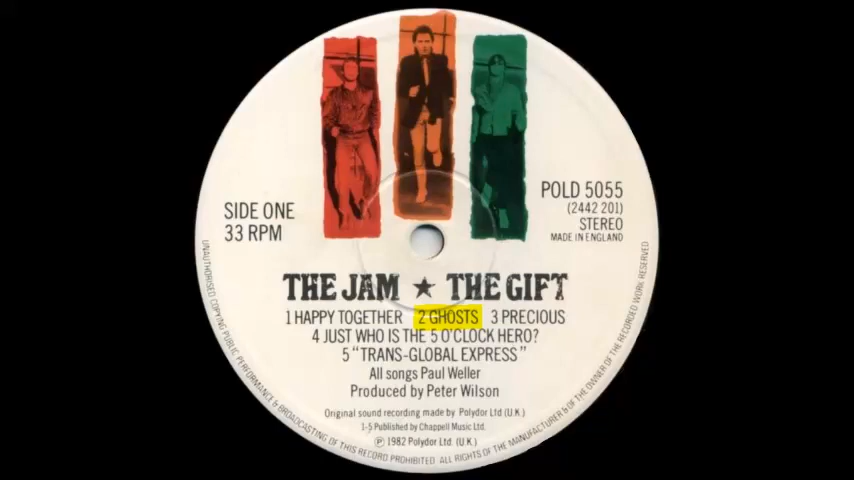 SIDE ONE
33 RPM
POLD 5055
(2442 201)
STEREO
MADE IN ENGLAND
THE JAM ★ THE GIFT
1 HAPPY TOGETHER 2 GHOSTS 3 PRECIOUS
4 JUST WHO IS THE 5 O'CLOCK HERO?
5 "TRANS-GLOBAL EXPRESS"
All songs Paul Weller
Produced by Peter Wilson
Original sound recording made by Polydor Ltd (U.K.)
1-5 Published by Chappell Music Ltd.
Ⓟ 1982 Polydor Ltd (U.K.)
UNAUTHORISED COPYING PUBLIC PERFORMANCE & BROADCASTING OF THIS RECORD PROHIBITED. ALL RIGHTS OF THE MANUFACTURER & OF THE OWNER OF THE RECORDED WORK RESERVED